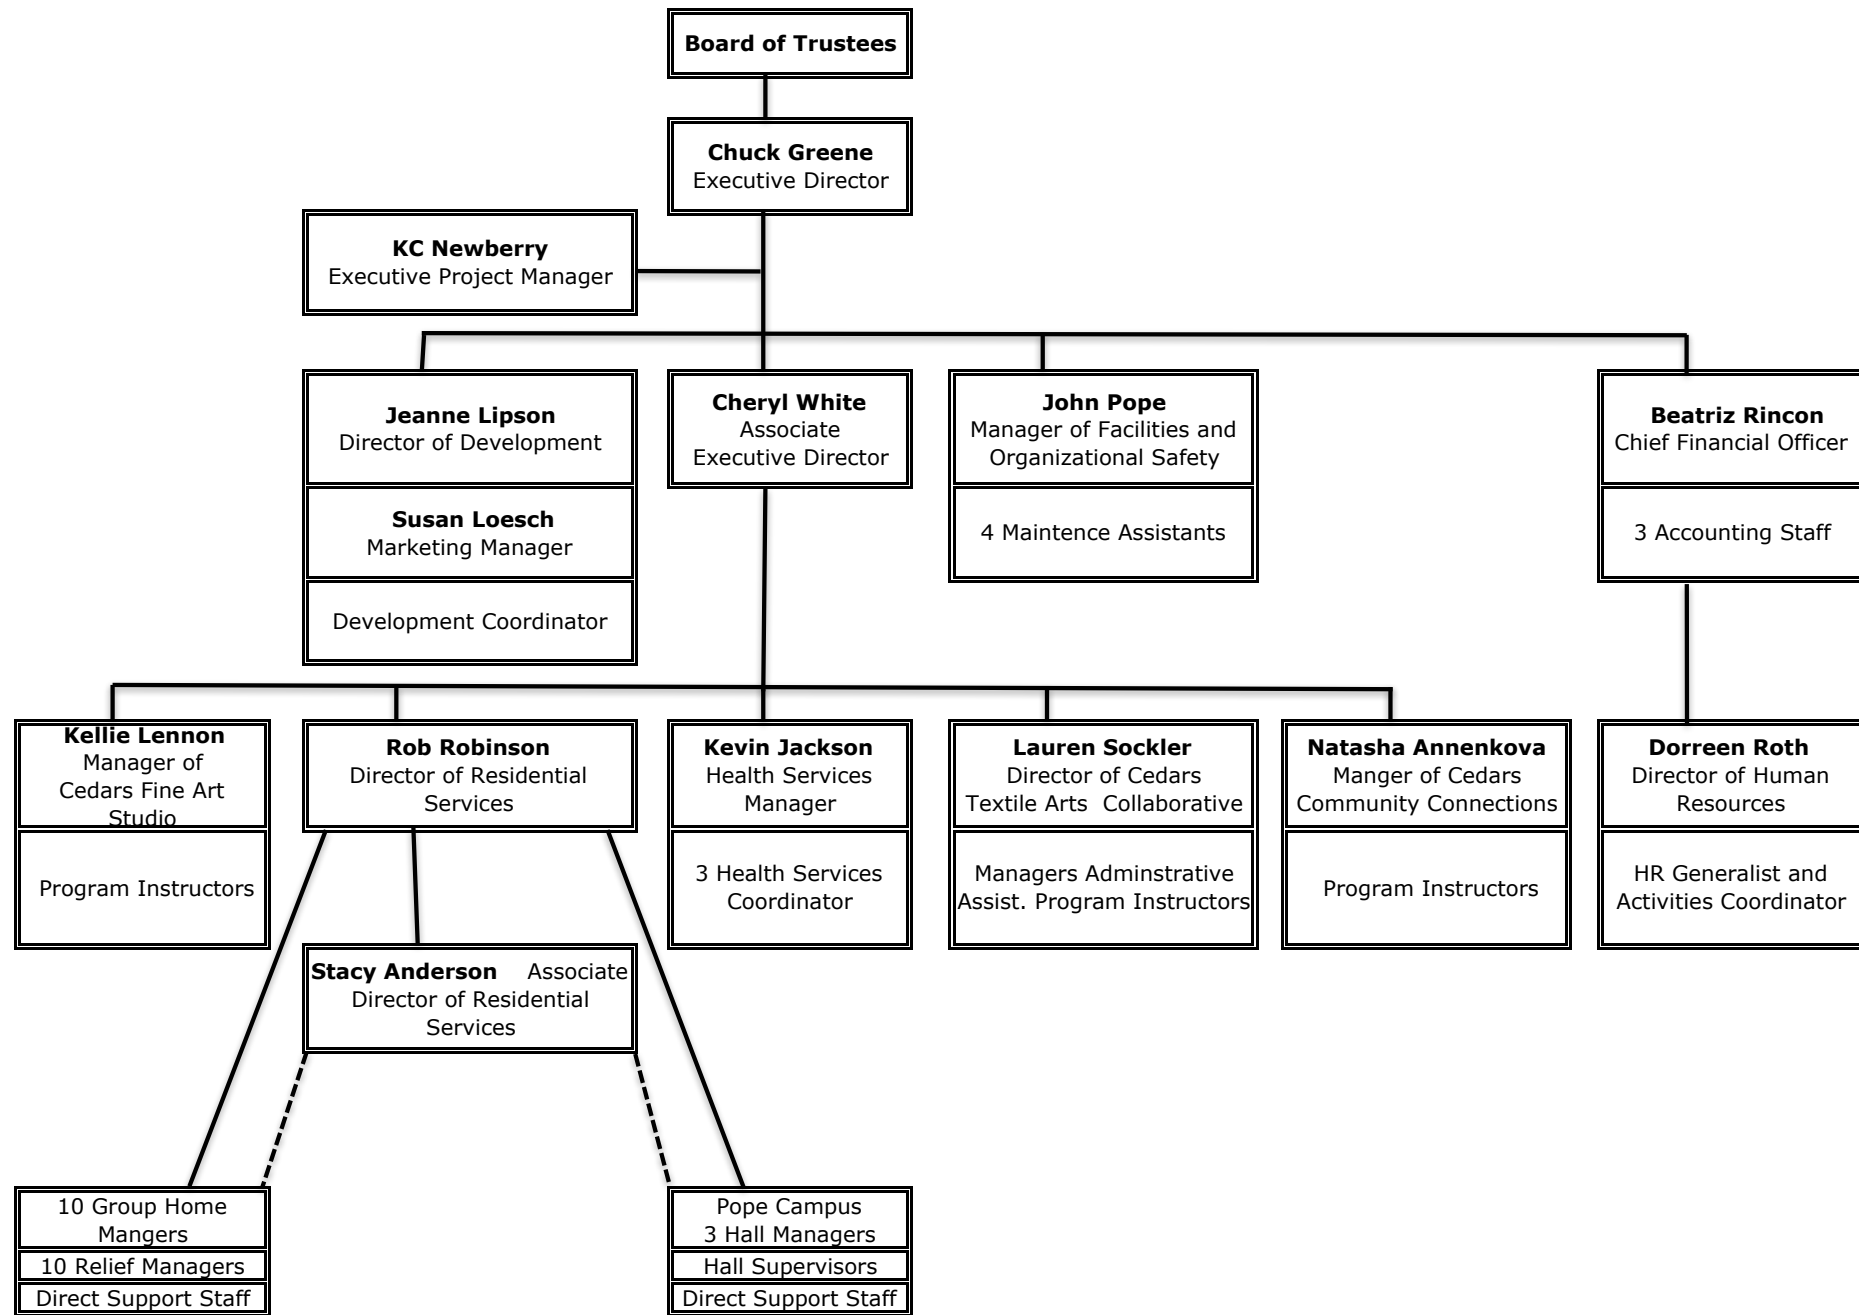 Board of Trustees
Chuck Greene
Executive Director
KC Newberry
Executive Project Manager
Jeanne Lipson
Director of Development
Susan Loesch
Marketing Manager
Development Coordinator
Cheryl White
Associate
Executive Director
John Pope
Manager of Facilities and
Organizational Safety
4 Maintence Assistants
Beatriz Rincon
Chief Financial Officer
3 Accounting Staff
Kellie Lennon
Manager of
Cedars Fine Art
Studio
Program Instructors
Rob Robinson
Director of Residential
Services
Kevin Jackson
Health Services
Manager
3 Health Services
Coordinator
Lauren Sockler
Director of Cedars
Textile Arts  Collaborative
Managers Adminstrative
Assist. Program Instructors
Natasha Annenkova
Manger of Cedars
Community Connections
Program Instructors
Dorreen Roth
Director of Human
Resources
HR Generalist and
Activities Coordinator
Stacy Anderson    Associate
Director of Residential
Services
10 Group Home
Mangers
10 Relief Managers
Direct Support Staff
Pope Campus
3 Hall Managers
Hall Supervisors
Direct Support Staff